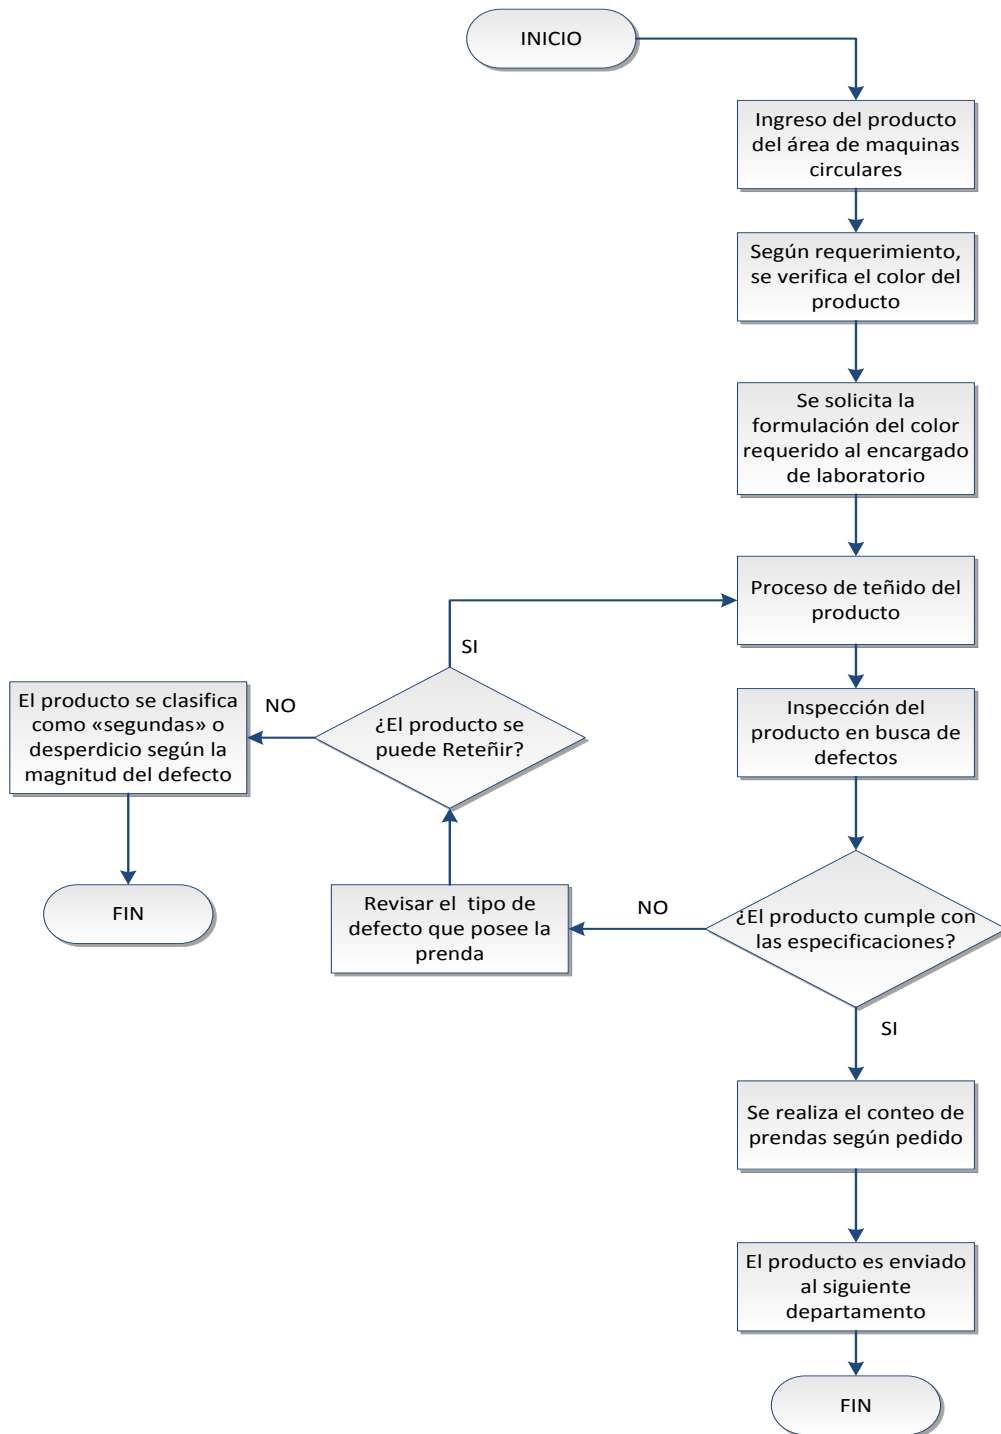 INICIO
Ingreso del producto
del área de maquinas
circulares
Según requerimiento,
se verifica el color del
producto
Se solicita la
formulación del color
requerido al encargado
de laboratorio
Proceso de teñido del
producto
Inspección del
producto en busca de
defectos
¿El producto cumple con
las especificaciones?
NO
Revisar el  tipo de
defecto que posee la
prenda
¿El producto se
puede Reteñir?
SI
NO
El producto se clasifica
como «segundas» o
desperdicio según la
magnitud del defecto
FIN
SI
Se realiza el conteo de
prendas según pedido
El producto es enviado
al siguiente
departamento
FIN